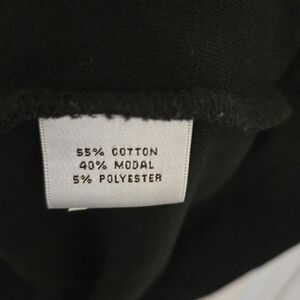 55% COTTON
40% MODAL
5% POLYESTER